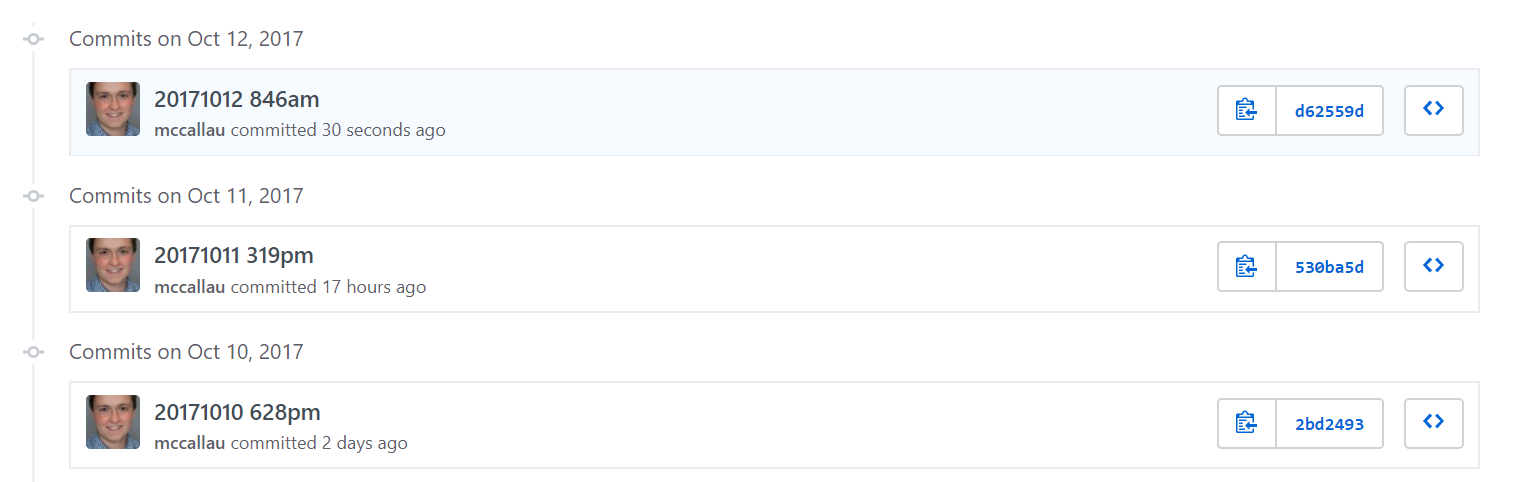 Commits on Oct 12, 2017
20171012 846am
mccallau committed 30 seconds ago
d62559d
Commits on Oct 11, 2017
20171011 319pm
mccallau committed 17 hours ago
530ba5d
Commits on Oct 10, 2017
20171010 628pm
mccallau committed 2 days ago
2bd2493